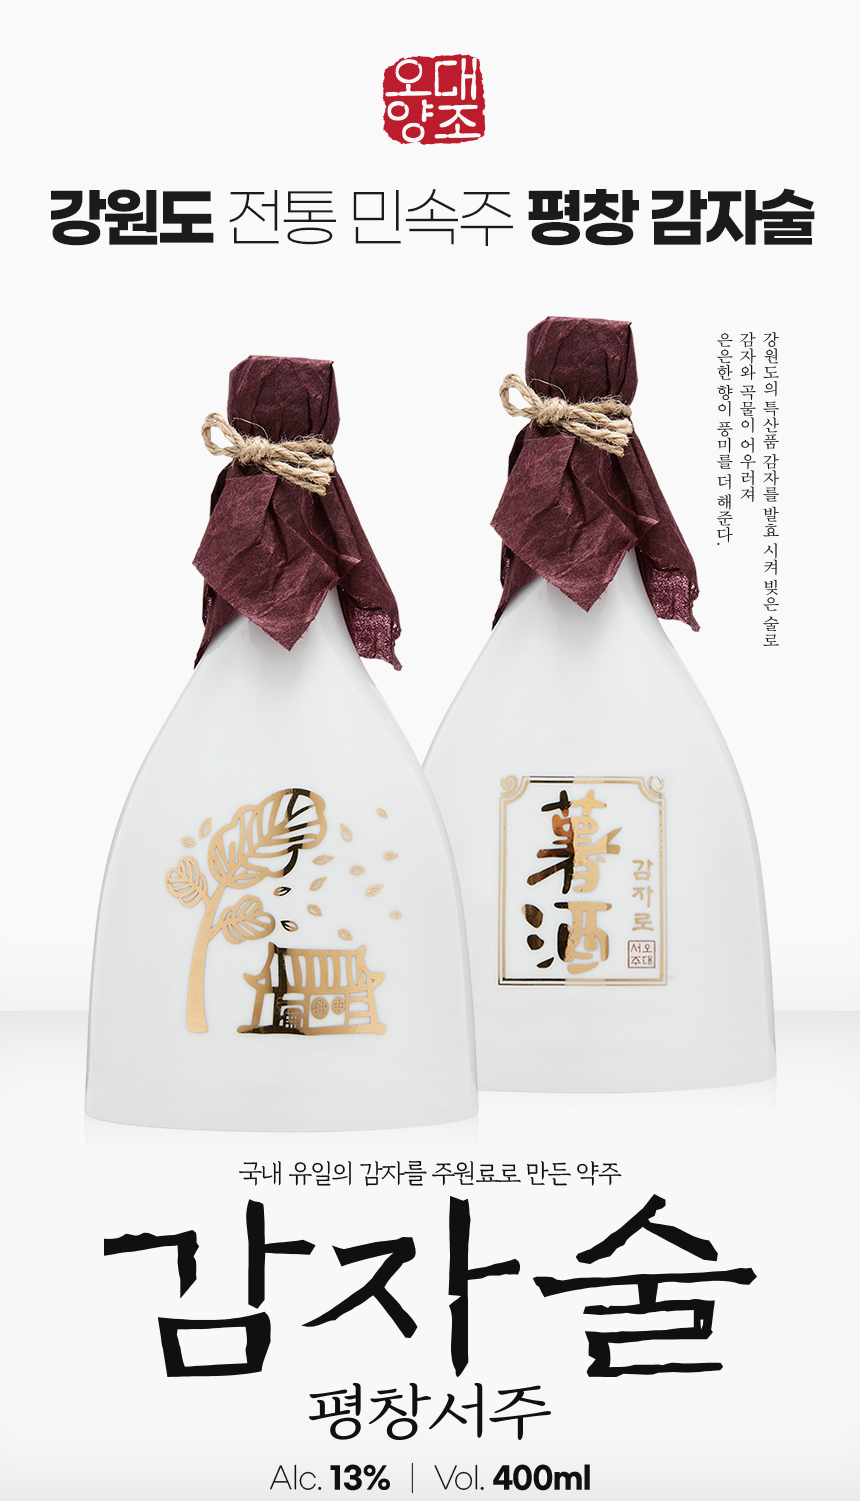 오대
양조
강원도 전통 민속주 평창 감자술
강원도의 특산품 감자를 발효 시켜 빚은 술로
감자와 곡물이 어우러져
은은한 향이 풍미를 더 해준다.
薯酒
감자로
오대
서주
국내 유일의 감자를 주원료로 만든 약주
감자술
평창서주
Alc. 13% | Vol. 400ml